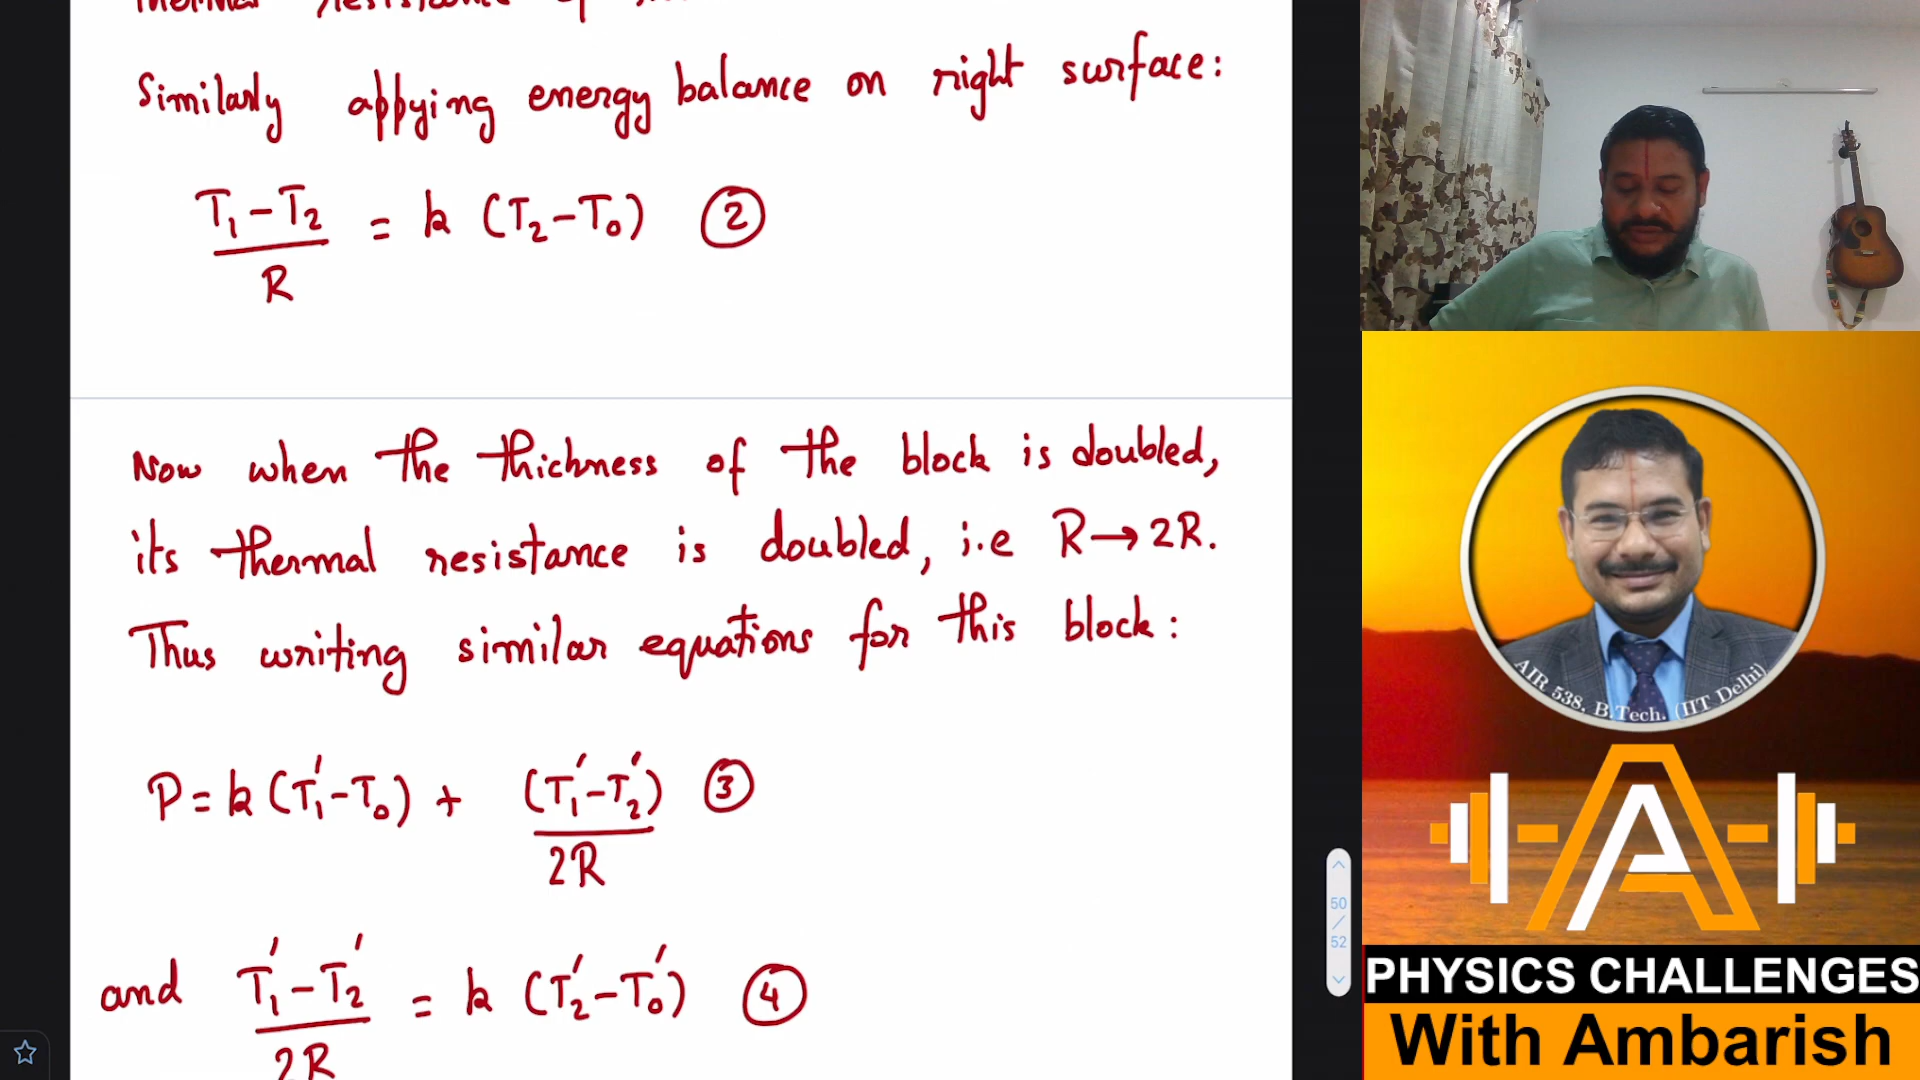 Thermal resistance of
Similarly applying energy balance on right surface:
T₁-T₂
/R = k (T₂-T₀) ②
Now when the thickness of the block is doubled,
its thermal resistance is doubled, i.e R→2R.
Thus writing similar equations for this block:
P = k (T₁'-T₀) + (T₁'-T₂')/2R ③
and T₁'-T₂'/2R = k (T₂'-T₀') ④
50
/
52
AIR 538, B.Tech. (IIT Delhi)
A
PHYSICS CHALLENGES
With Ambarish